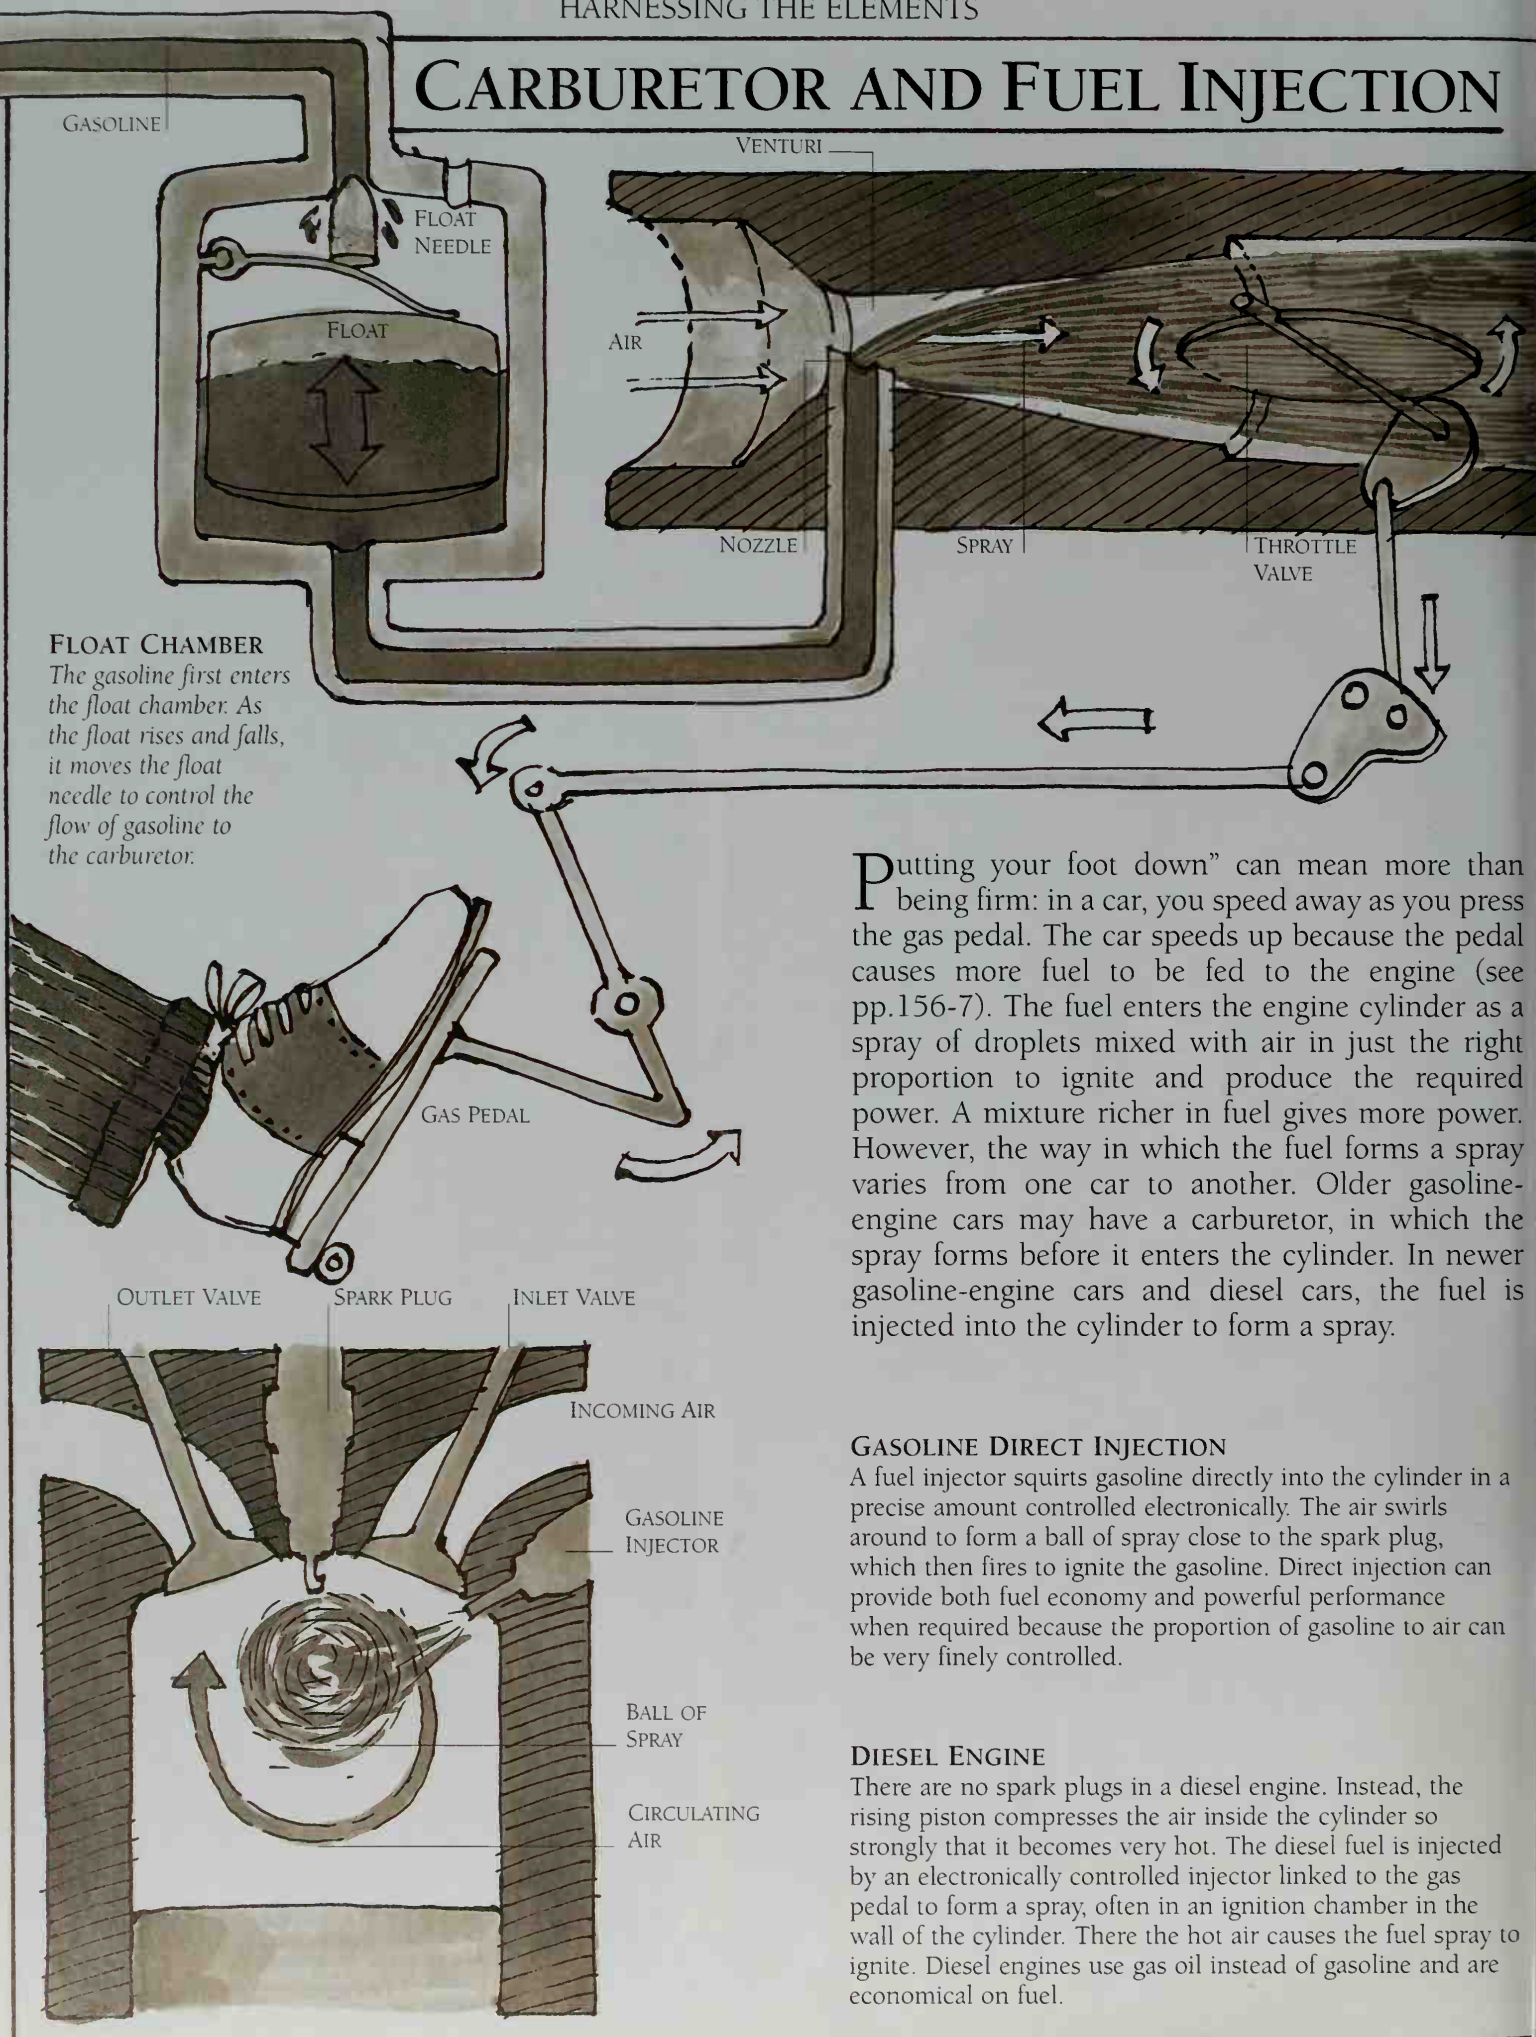 HARNESSING THE ELEMENTS
CARBURETOR AND FUEL INJECTION
GASOLINE
VENTURI
FLOAT
NEEDLE
FLOAT
AIR
NOZZLE
SPRAY
THROTTLE
VALVE
FLOAT CHAMBER
The gasoline first enters
the float chamber. As
the float rises and falls,
it moves the float
needle to control the
flow of gasoline to
the carburetor.
GAS PEDAL
Putting your foot down” can mean more than
being firm: in a car, you speed away as you press
the gas pedal. The car speeds up because the pedal
causes more fuel to be fed to the engine (see
pp.156-7). The fuel enters the engine cylinder as a
spray of droplets mixed with air in just the right
proportion to ignite and produce the required
power. A mixture richer in fuel gives more power.
However, the way in which the fuel forms a spray
varies from one car to another. Older gasoline-
engine cars may have a carburetor, in which the
spray forms before it enters the cylinder. In newer
gasoline-engine cars and diesel cars, the fuel is
injected into the cylinder to form a spray.
OUTLET VALVE
SPARK PLUG
INLET VALVE
INCOMING AIR
GASOLINE
INJECTOR
BALL OF
SPRAY
CIRCULATING
AIR
GASOLINE DIRECT INJECTION
A fuel injector squirts gasoline directly into the cylinder in a
precise amount controlled electronically. The air swirls
around to form a ball of spray close to the spark plug,
which then fires to ignite the gasoline. Direct injection can
provide both fuel economy and powerful performance
when required because the proportion of gasoline to air can
be very finely controlled.
DIESEL ENGINE
There are no spark plugs in a diesel engine. Instead, the
rising piston compresses the air inside the cylinder so
strongly that it becomes very hot. The diesel fuel is injected
by an electronically controlled injector linked to the gas
pedal to form a spray, often in an ignition chamber in the
wall of the cylinder. There the hot air causes the fuel spray to
ignite. Diesel engines use gas oil instead of gasoline and are
economical on fuel.